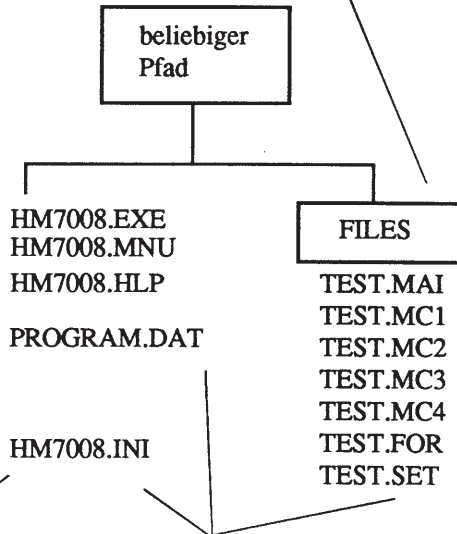 beliebiger
Pfad
HM7008.EXE
HM7008.MNU
HM7008.HLP
PROGRAM.DAT
HM7008.INI
FILES
TEST.MAI
TEST.MC1
TEST.MC2
TEST.MC3
TEST.MC4
TEST.FOR
TEST.SET